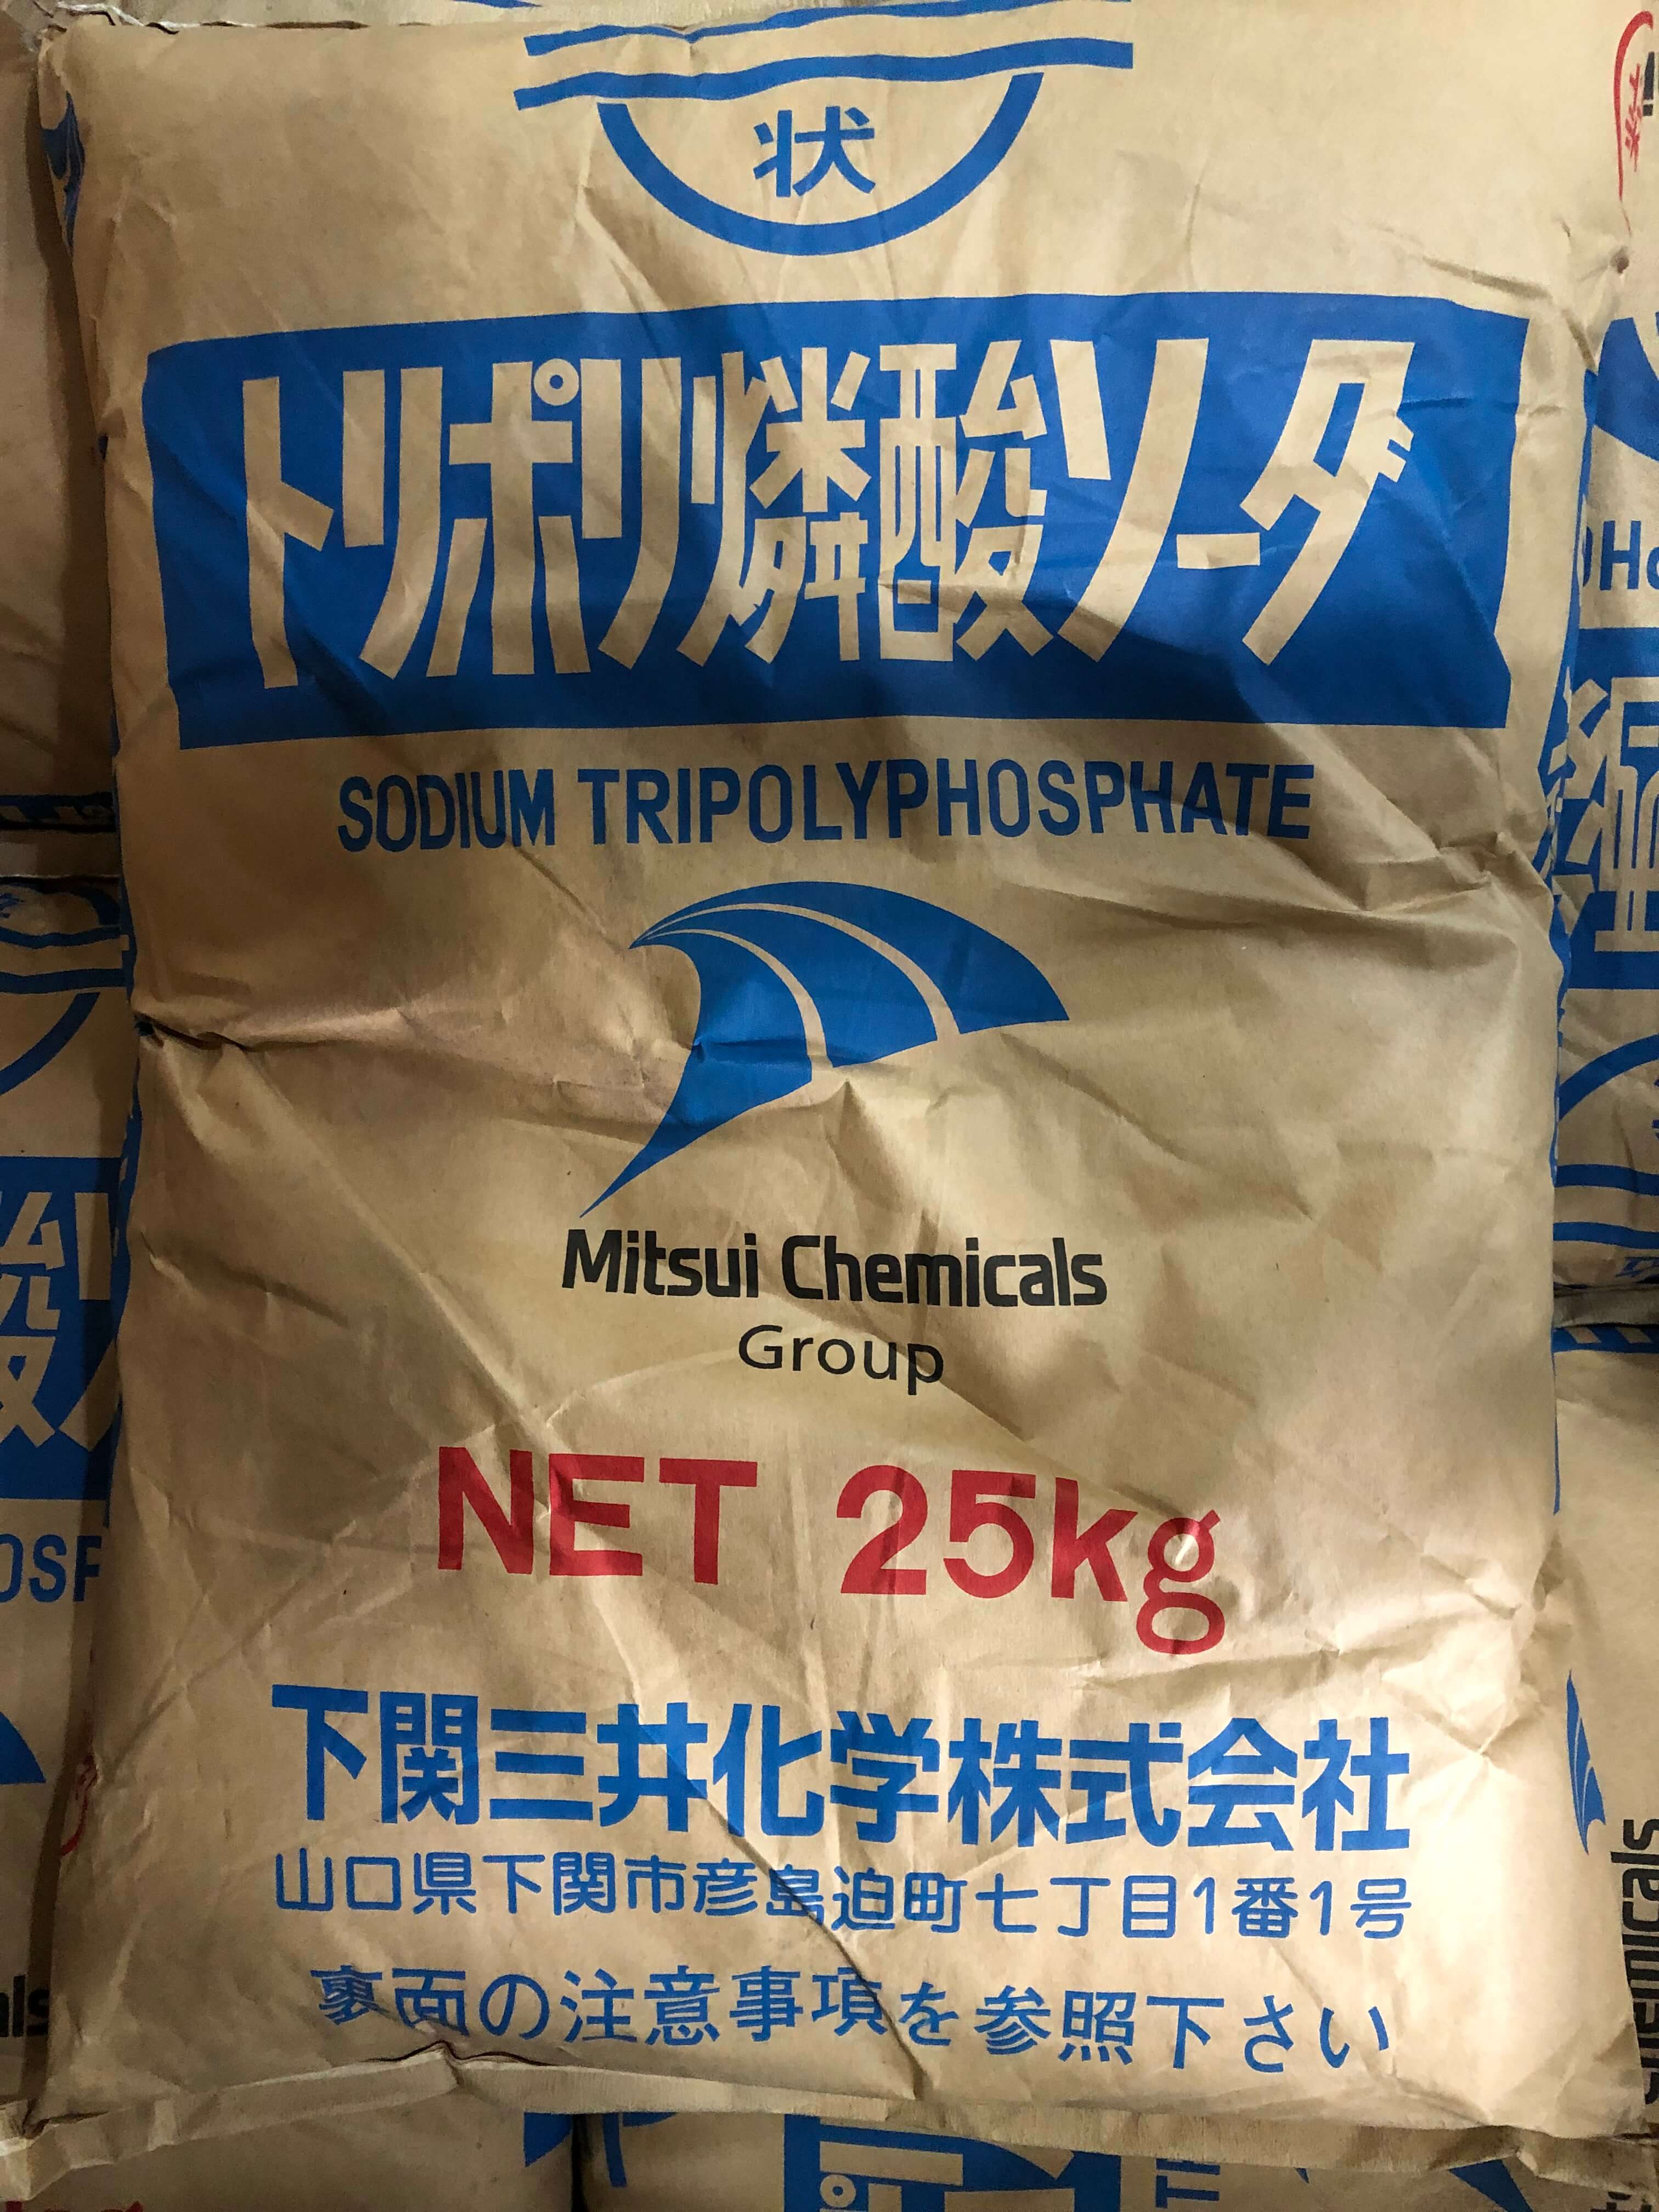 状
トリポリ燐酸ソーダ
SODIUM TRIPOLYPHOSPHATE
Mitsui Chemicals
Group
NET 25kg
下関三井化学株式会社
山口県下関市彦島迫町七丁目1番1号
裏面の注意事項を参照下さい